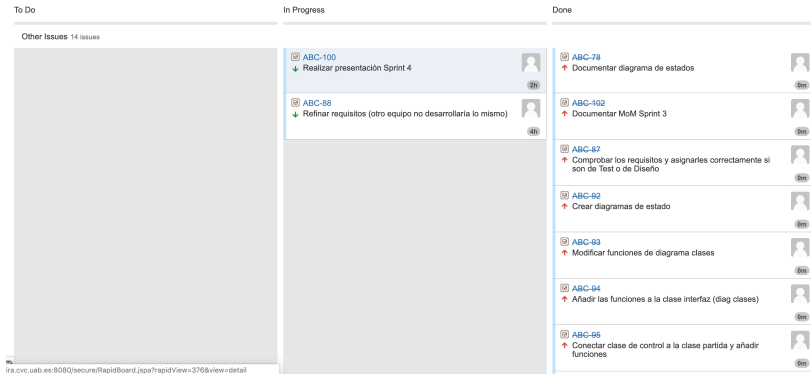 To Do
In Progress
Done
Other Issues 14 issues
ABC-100
Realizar presentación Sprint 4
2h
ABC-88
Refinar requisitos (otro equipo no desarrollaría lo mismo)
4h
ABC-78
Documentar diagrama de estados
0m
ABC-102
Documentar MoM Sprint 3
0m
ABC-87
Comprobar los requisitos y asignarles correctamente si
son de Test o de Diseño
0m
ABC-92
Crear diagramas de estado
0m
ABC-93
Modificar funciones de diagrama clases
0m
ABC-94
Añadir las funciones a la clase interfaz (diag clases)
0m
ABC-95
Conectar clase de control a la clase partida y añadir
funciones
0m
ira.cvc.uab.es:8080/secure/RapidBoard.jspa?rapidView=376&view=detail